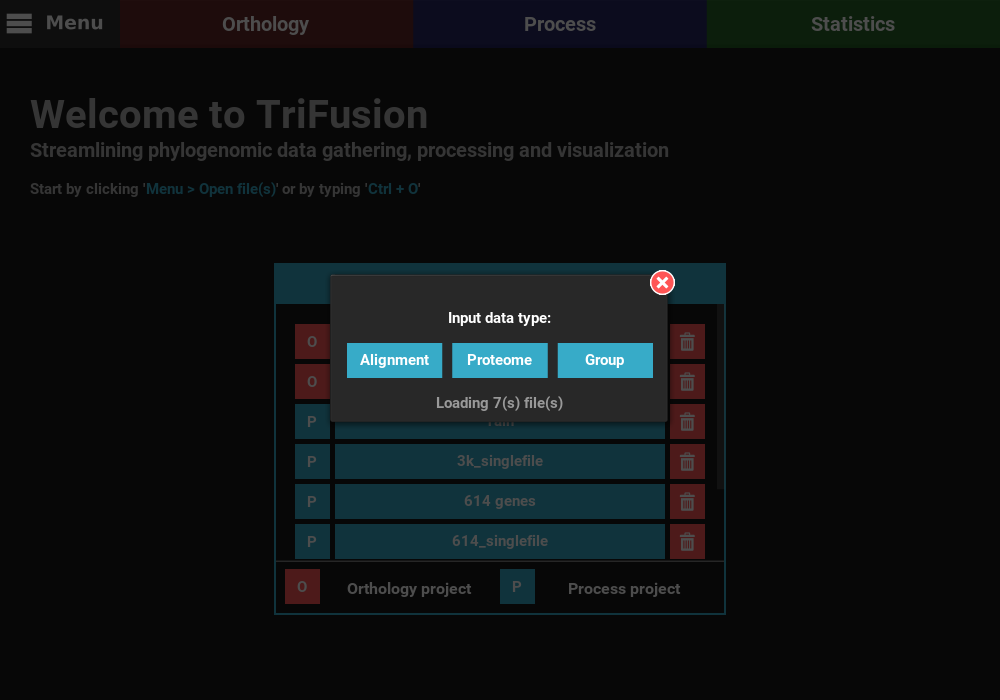 Menu
Orthology
Process
Statistics
Welcome to TriFusion
Streamlining phylogenomic data gathering, processing and visualization
Start by clicking 'Menu > Open file(s)' or by typing 'Ctrl + O'
Input data type:
Alignment
Proteome
Group
Loading 7(s) file(s)
O
O
P
P
3k_singlefile
P
614 genes
P
614_singlefile
O
Orthology project
P
Process project